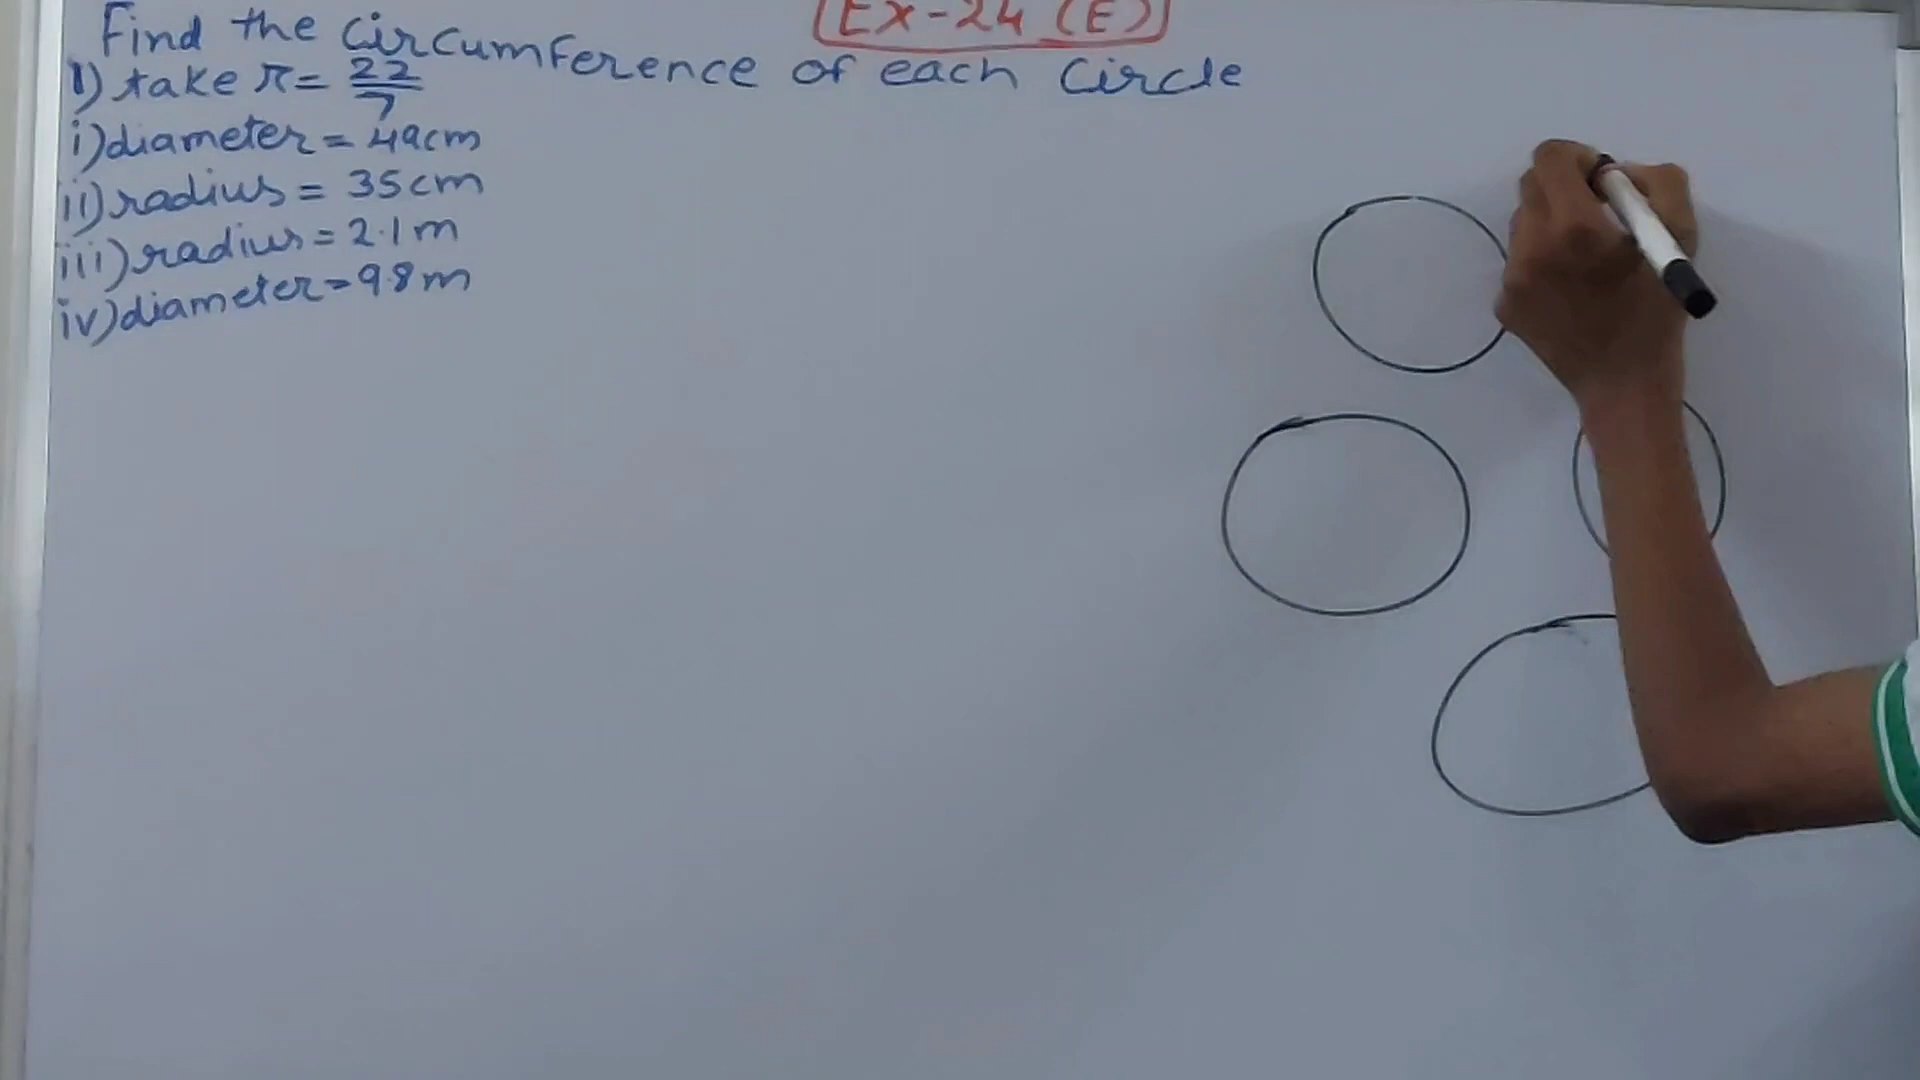 Ex-24 (E)
Find the circumference of each circle
1) take π = 22/7
i) diameter = 49cm
ii) radius = 35cm
iii) radius = 2.1m
iv) diameter = 9.8m